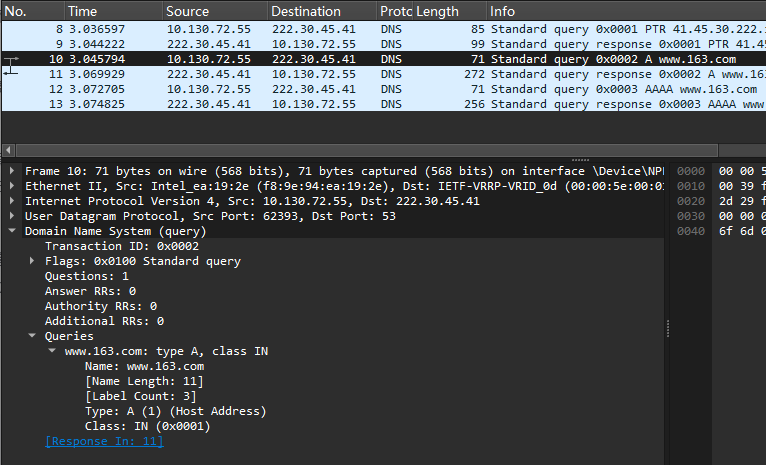 No. Time Source Destination Protc Length Info
8 3.036597 10.130.72.55 222.30.45.41 DNS 85 Standard query 0x0001 PTR 41.45.30.222.i
9 3.044222 222.30.45.41 10.130.72.55 DNS 99 Standard query response 0x0001 PTR 41.4
10 3.045794 10.130.72.55 222.30.45.41 DNS 71 Standard query 0x0002 A www.163.com
11 3.069929 222.30.45.41 10.130.72.55 DNS 272 Standard query response 0x0002 A www.163
12 3.072705 10.130.72.55 222.30.45.41 DNS 71 Standard query 0x0003 AAAA www.163.com
13 3.074825 222.30.45.41 10.130.72.55 DNS 256 Standard query response 0x0003 AAAA www.
Frame 10: 71 bytes on wire (568 bits), 71 bytes captured (568 bits) on interface \Device\NPF
Ethernet II, Src: Intel_ea:19:2e (f8:9e:94:ea:19:2e), Dst: IETF-VRRP-VRID_0d (00:00:5e:00:01
Internet Protocol Version 4, Src: 10.130.72.55, Dst: 222.30.45.41
User Datagram Protocol, Src Port: 62393, Dst Port: 53
Domain Name System (query)
Transaction ID: 0x0002
Flags: 0x0100 Standard query
Questions: 1
Answer RRs: 0
Authority RRs: 0
Additional RRs: 0
Queries
www.163.com: type A, class IN
Name: www.163.com
[Name Length: 11]
[Label Count: 3]
Type: A (1) (Host Address)
Class: IN (0x0001)
[Response In: 11]
0000 00 00 5
0010 00 39 f
0020 2d 29 f
0030 00 00 0
0040 6f 6d 0